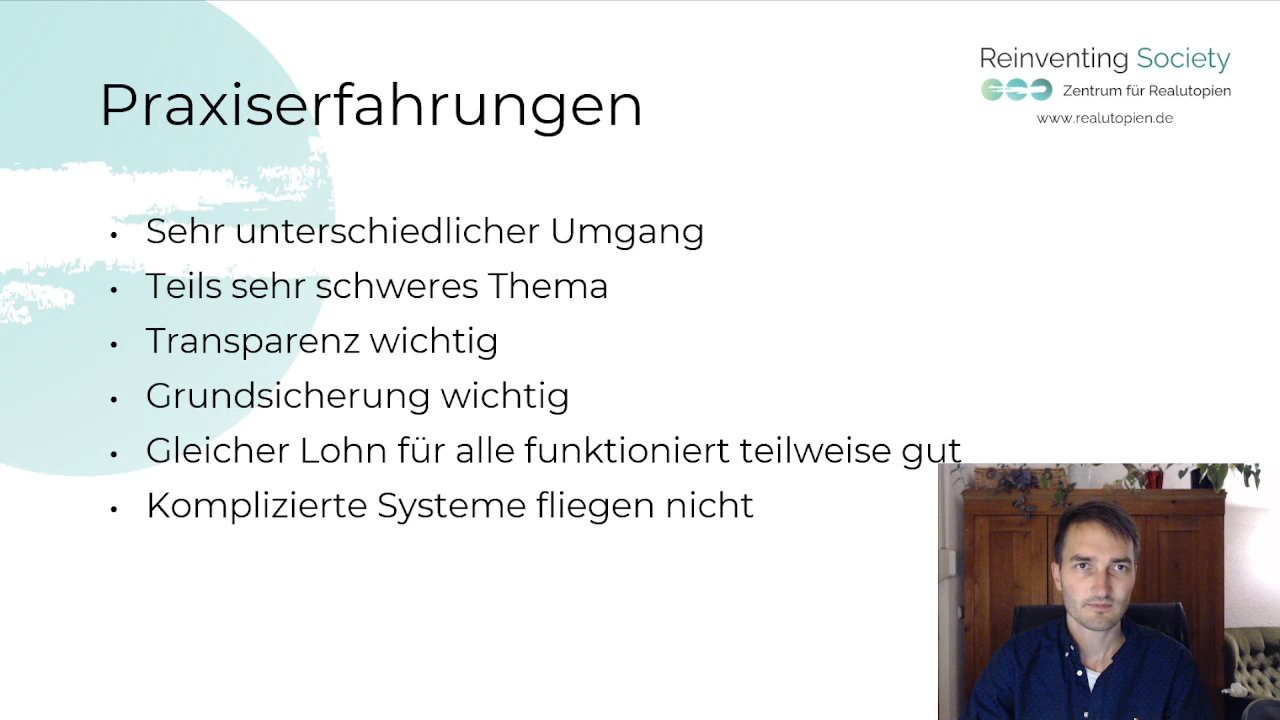 Reinventing Society
Zentrum für Realutopien
www.realutopien.de
Praxiserfahrungen
• Sehr unterschiedlicher Umgang
• Teils sehr schweres Thema
• Transparenz wichtig
• Grundsicherung wichtig
• Gleicher Lohn für alle funktioniert teilweise gut
• Komplizierte Systeme fliegen nicht